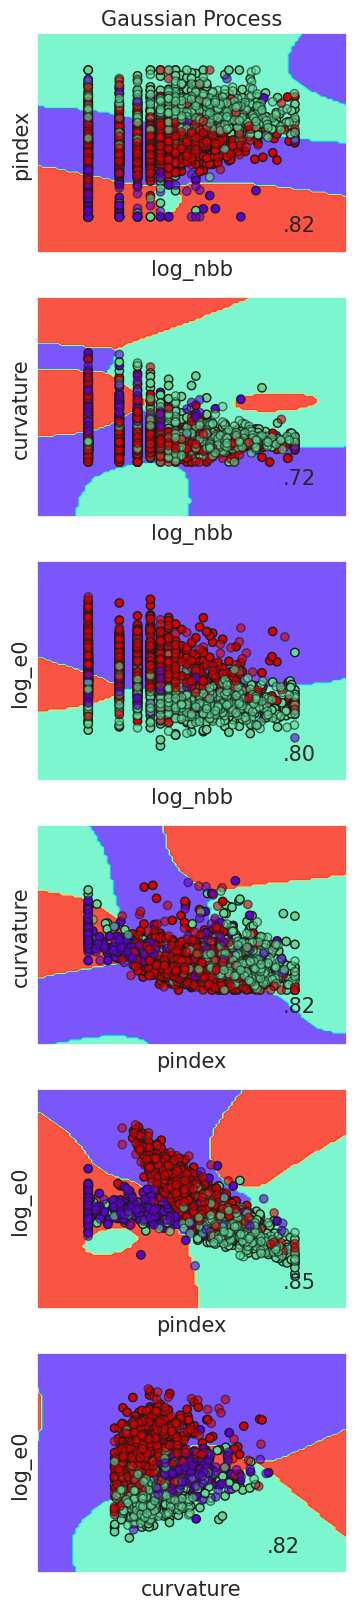 Gaussian Process
pindex
.82
log_nbb
curvature
.72
log_nbb
log_e0
.80
log_nbb
curvature
.82
pindex
log_e0
.85
pindex
log_e0
.82
curvature